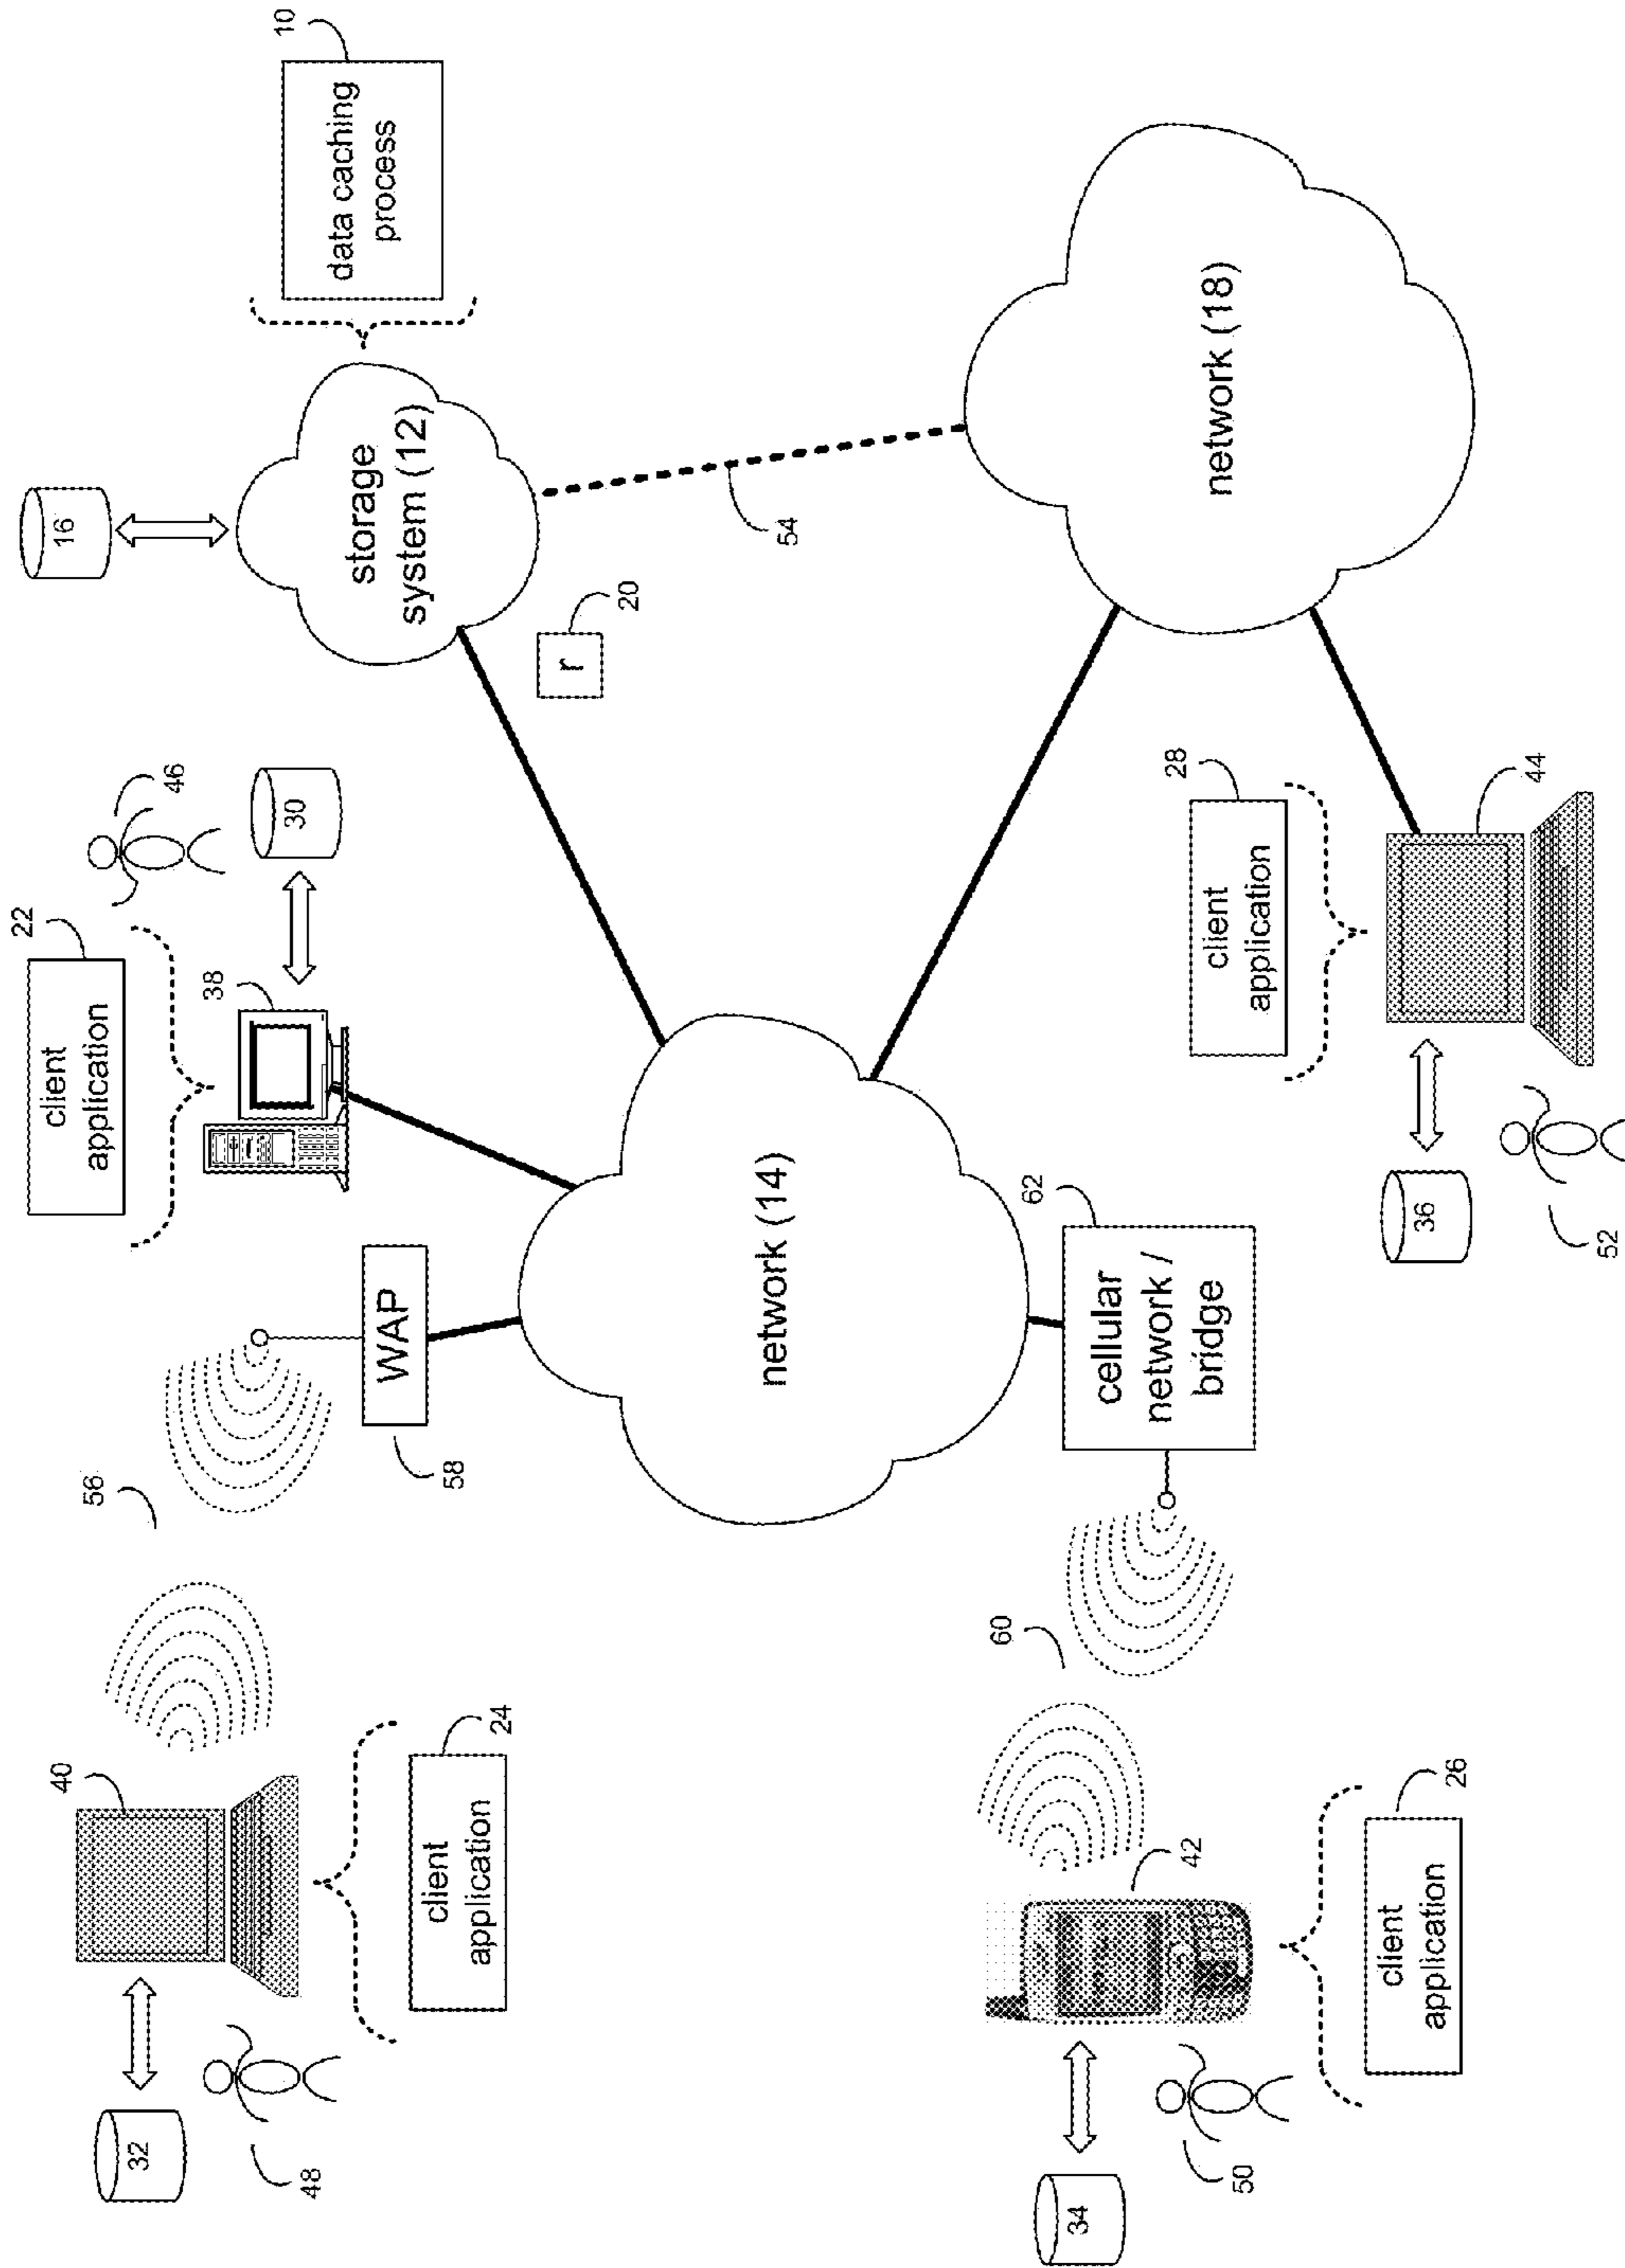 32
48
40
client
application
24
56
WAP
58
client
application
22
38
46
30
16
storage
system (12)
data caching
process
10
r
20
54
network (14)
network (18)
34
50
42
client
application
26
60
cellular
network /
bridge
62
client
application
28
44
36
52